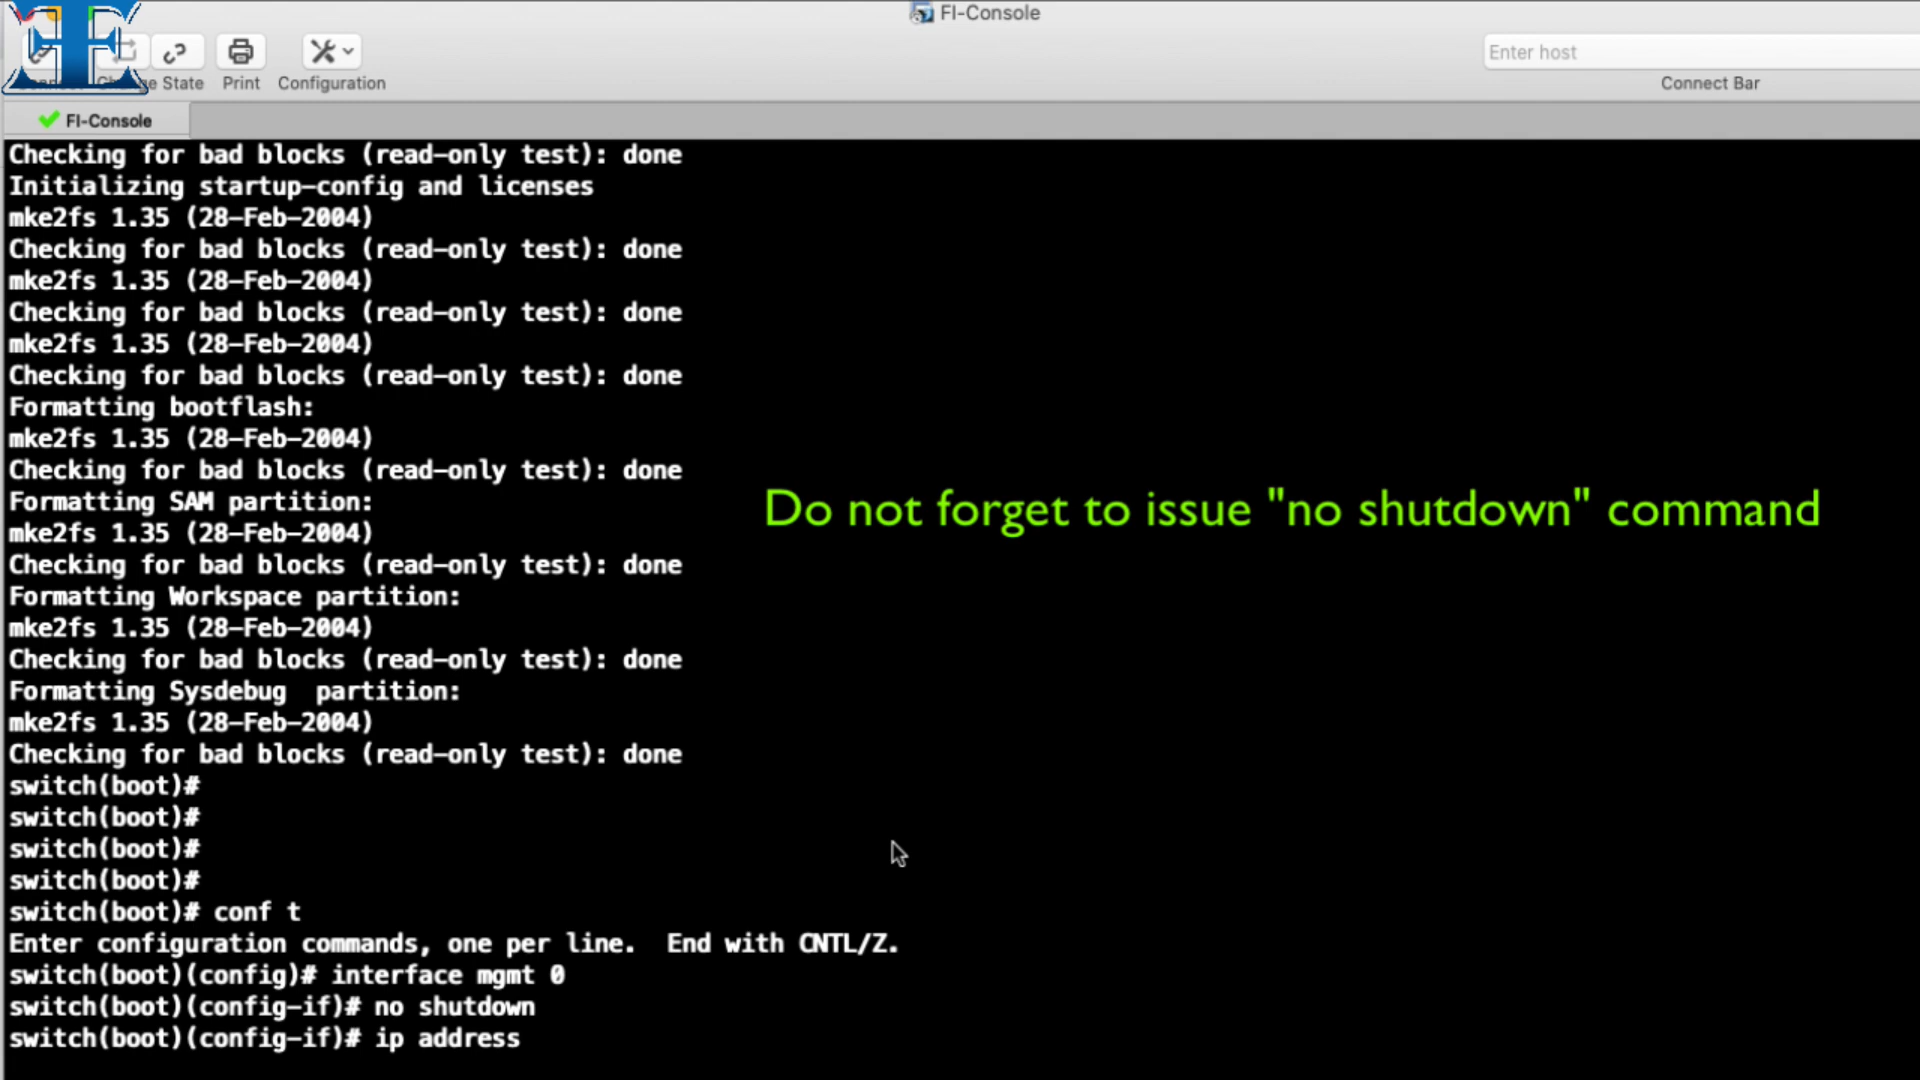 FI-Console
Enter host
State
Print
Configuration
Connect Bar
FI-Console
Checking for bad blocks (read-only test): done
Initializing startup-config and licenses
mke2fs 1.35 (28-Feb-2004)
Checking for bad blocks (read-only test): done
mke2fs 1.35 (28-Feb-2004)
Checking for bad blocks (read-only test): done
mke2fs 1.35 (28-Feb-2004)
Checking for bad blocks (read-only test): done
Formatting bootflash:
mke2fs 1.35 (28-Feb-2004)
Checking for bad blocks (read-only test): done
Formatting SAM partition:
Do not forget to issue "no shutdown" command
mke2fs 1.35 (28-Feb-2004)
Checking for bad blocks (read-only test): done
Formatting Workspace partition:
mke2fs 1.35 (28-Feb-2004)
Checking for bad blocks (read-only test): done
Formatting Sysdebug  partition:
mke2fs 1.35 (28-Feb-2004)
Checking for bad blocks (read-only test): done
switch(boot)#
switch(boot)#
switch(boot)#
switch(boot)#
switch(boot)# conf t
Enter configuration commands, one per line.  End with CNTL/Z.
switch(boot)(config)# interface mgmt 0
switch(boot)(config-if)# no shutdown
switch(boot)(config-if)# ip address